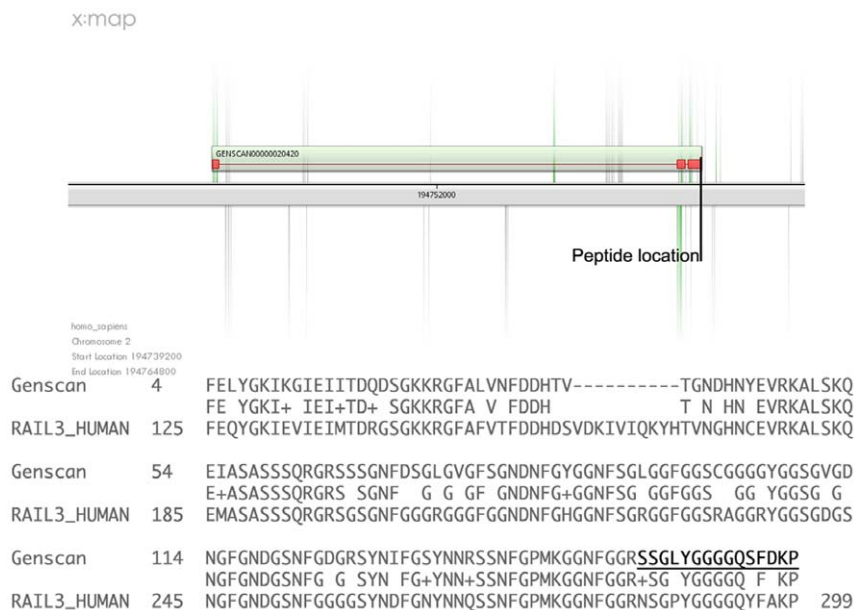 x:map
GENSCAN00000020420
194752000
Peptide location
homo_sapiens
Chromosome 2
Start Location 194739200
End Location 194764800
Genscan 4 FELYGKIKGIEIITDQDSGKKRGFALVNFDDHTV----------TGNDHNYEVRKALSKQ
FE YGKI+ IEI+TD+ SGKKRGFA V FDDH T N HN EVRKALSKQ
RAIL3_HUMAN 125 FEQYGKIEVIEIMTDRGSGKKRGFAFVTFDDHDSVDKIVIQKYHTVNGHNCEVRKALSKQ
Genscan 54 EIASASSSQRGRSSSGNFDSGLGVGFSGNDNFGYGGNFSGLGGFGGSCGGGGYGGSGVGD
E+ASASSSQRGRS SGNF G G GF GNDNFG+GGNFSG GGFGGS GG YGGSG G
RAIL3_HUMAN 185 EMASASSSQRGRSGSGNFGGGRGGGFGGNDNFGHGGNFSGRGGFGGSRAGGRYGGSGDGS
Genscan 114 NGFGNDGSNFGDGRSYNIFGSYNNRSSNFGPMKGGNFGGRSSGLYGGGGQSFDKP
NGFGNDGSNFG G SYN FG+YNN+SSNFGPMKGGNFGGR+SG YGGGGQ F KP
RAIL3_HUMAN 245 NGFGNDGSNFGGGGSYNDFGNYNNQSSNFGPMKGGNFGGRNSGPYGGGGQYFAKP 299